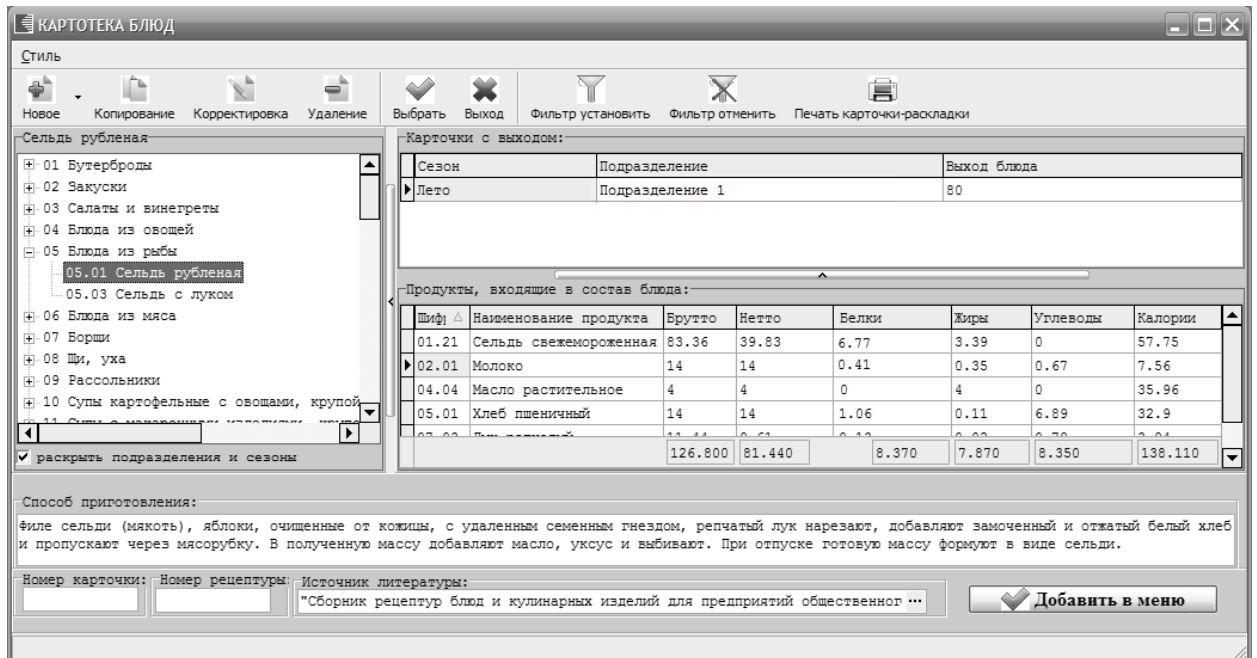 КАРТОТЕКА БЛЮД
Стиль
Новое Копирование Корректировка Удаление Выбрать Выход Фильтр установить Фильтр отменить Печать карточки-раскладки
Сельдь рубленая
01 Бутерброды
02 Закуски
03 Салаты и винегреты
04 Блюда из овощей
05 Блюда из рыбы
05.01 Сельдь рубленая
05.03 Сельдь с луком
06 Блюда из мяса
07 Борщи
08 Щи, уха
09 Рассольники
10 Супы картофельные с овощами, крупой
раскрыть подразделения и сезоны
Карточки с выходом:
Сезон Подразделение Выход блюда
Лето Подразделение 1 80
Продукты, входящие в состав блюда:
Шифр Наименование продукта Брутто Нетто Белки Жиры Углеводы Калории
01.21 Сельдь свежемороженная 83.36 39.83 6.77 3.39 0 57.75
02.01 Молоко 14 14 0.41 0.35 0.67 7.56
04.04 Масло растительное 4 4 0 4 0 35.96
05.01 Хлеб пшеничный 14 14 1.06 0.11 6.89 32.9
126.800 81.440 8.370 7.870 8.350 138.110
Способ приготовления:
Филе сельди (мякоть), яблоки, очищенные от кожицы, с удаленным семенным гнездом, репчатый лук нарезают, добавляют замоченный и отжатый белый хлеб
и пропускают через мясорубку. В полученную массу добавляют масло, уксус и выбивают. При отпуске готовую массу формуют в виде сельди.
Номер карточки: Номер рецептуры: Источник литературы:
"Сборник рецептур блюд и кулинарных изделий для предприятий общественног ...
Добавить в меню